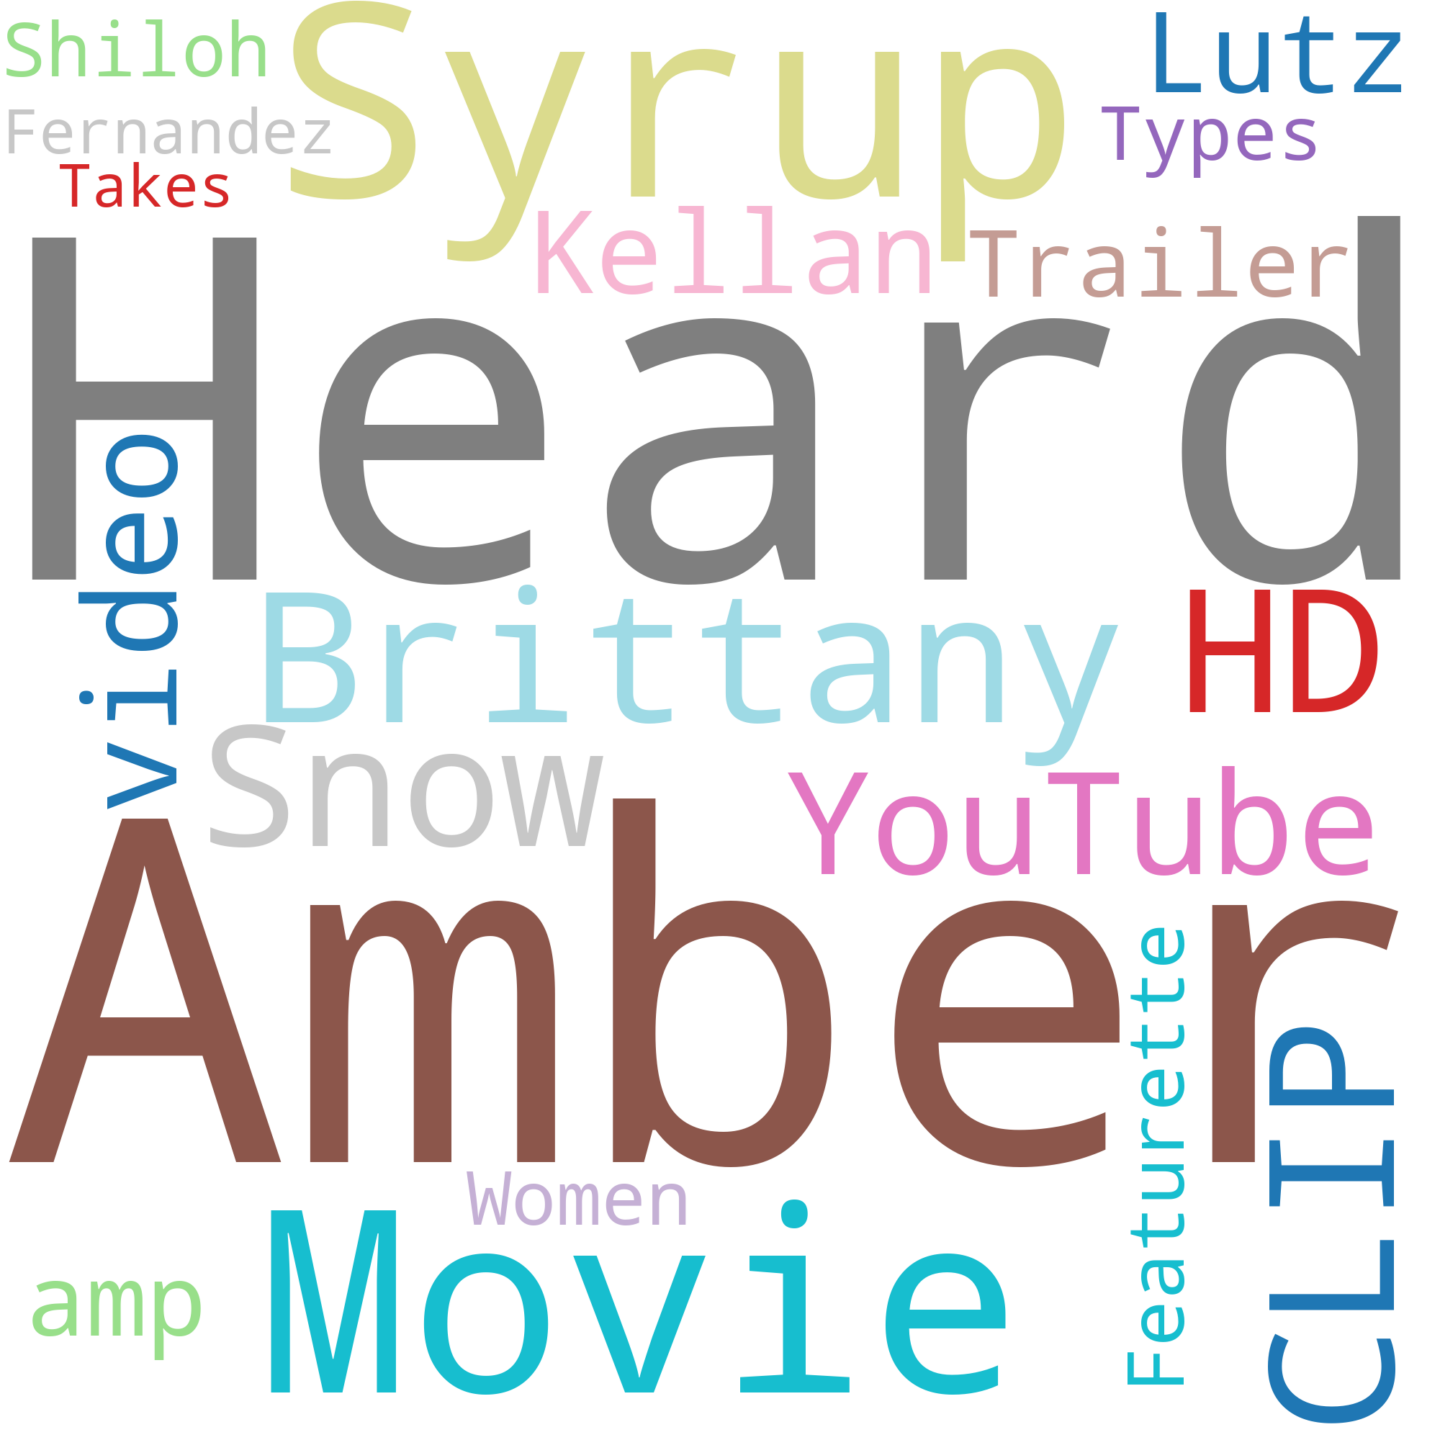 Shiloh
Syrup
Lutz
Fernandez
Types
Takes
Kellan
Trailer
Heard
video
Brittany
HD
Snow
YouTube
Amber
Featurette
CLIP
Women
Movie
amp